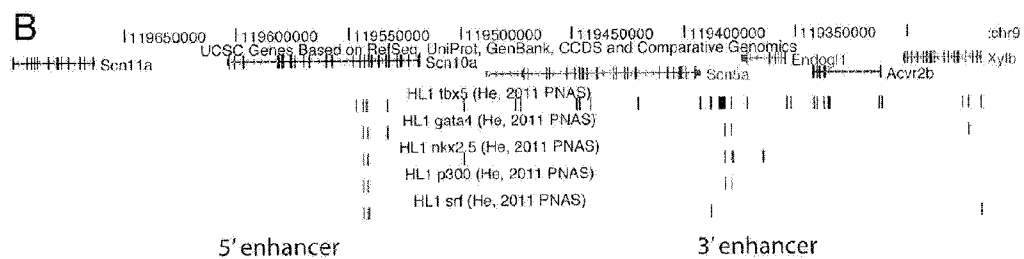 B
|119650000 |119600000 |119550000 |119500000 |119450000 |119400000 |119350000 | chr9
UCSC Genes Based on RefSeq, UniProt, GenBank, CCDS and Comparative Genomics
Scn11a Scn10a Scn5a Endogl1 Acvr2b Xylb
HL1 tbx5 (He, 2011 PNAS)
HL1 gata4 (He, 2011 PNAS)
HL1 nkx2.5 (He, 2011 PNAS)
HL1 p300 (He, 2011 PNAS)
HL1 srf (He, 2011 PNAS)
5' enhancer 3' enhancer